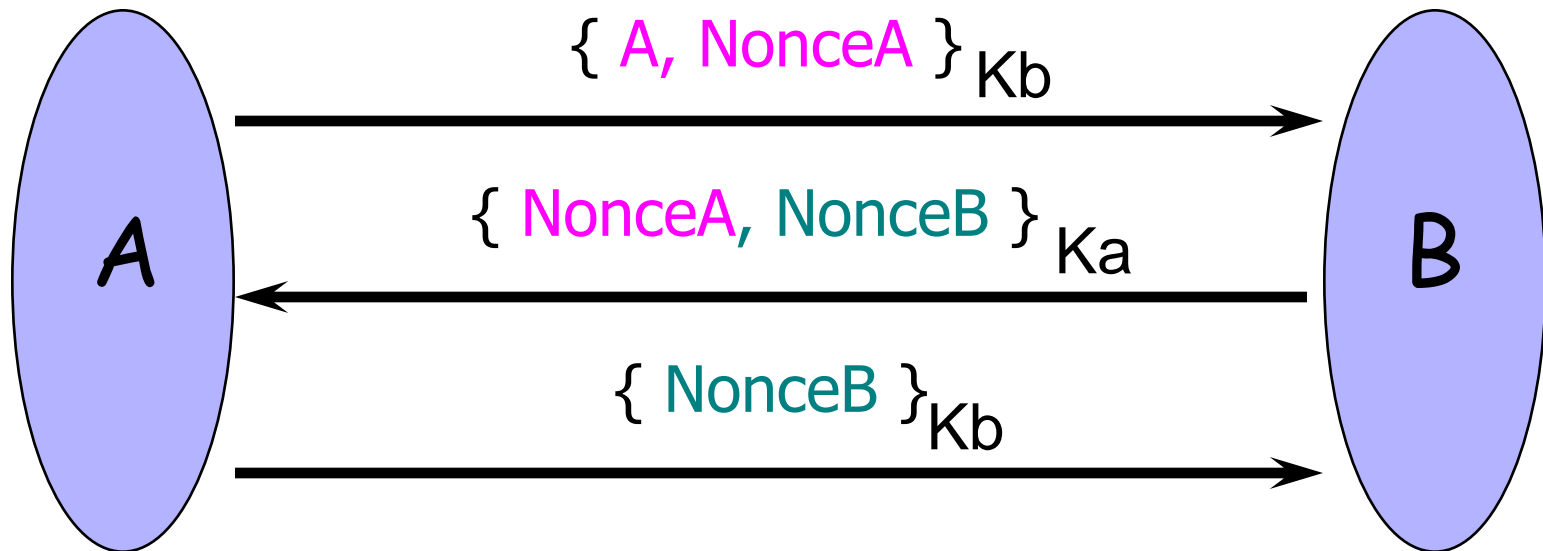 { A, NonceA }Kb
{ NonceA, NonceB }Ka
A
B
{ NonceB }Kb